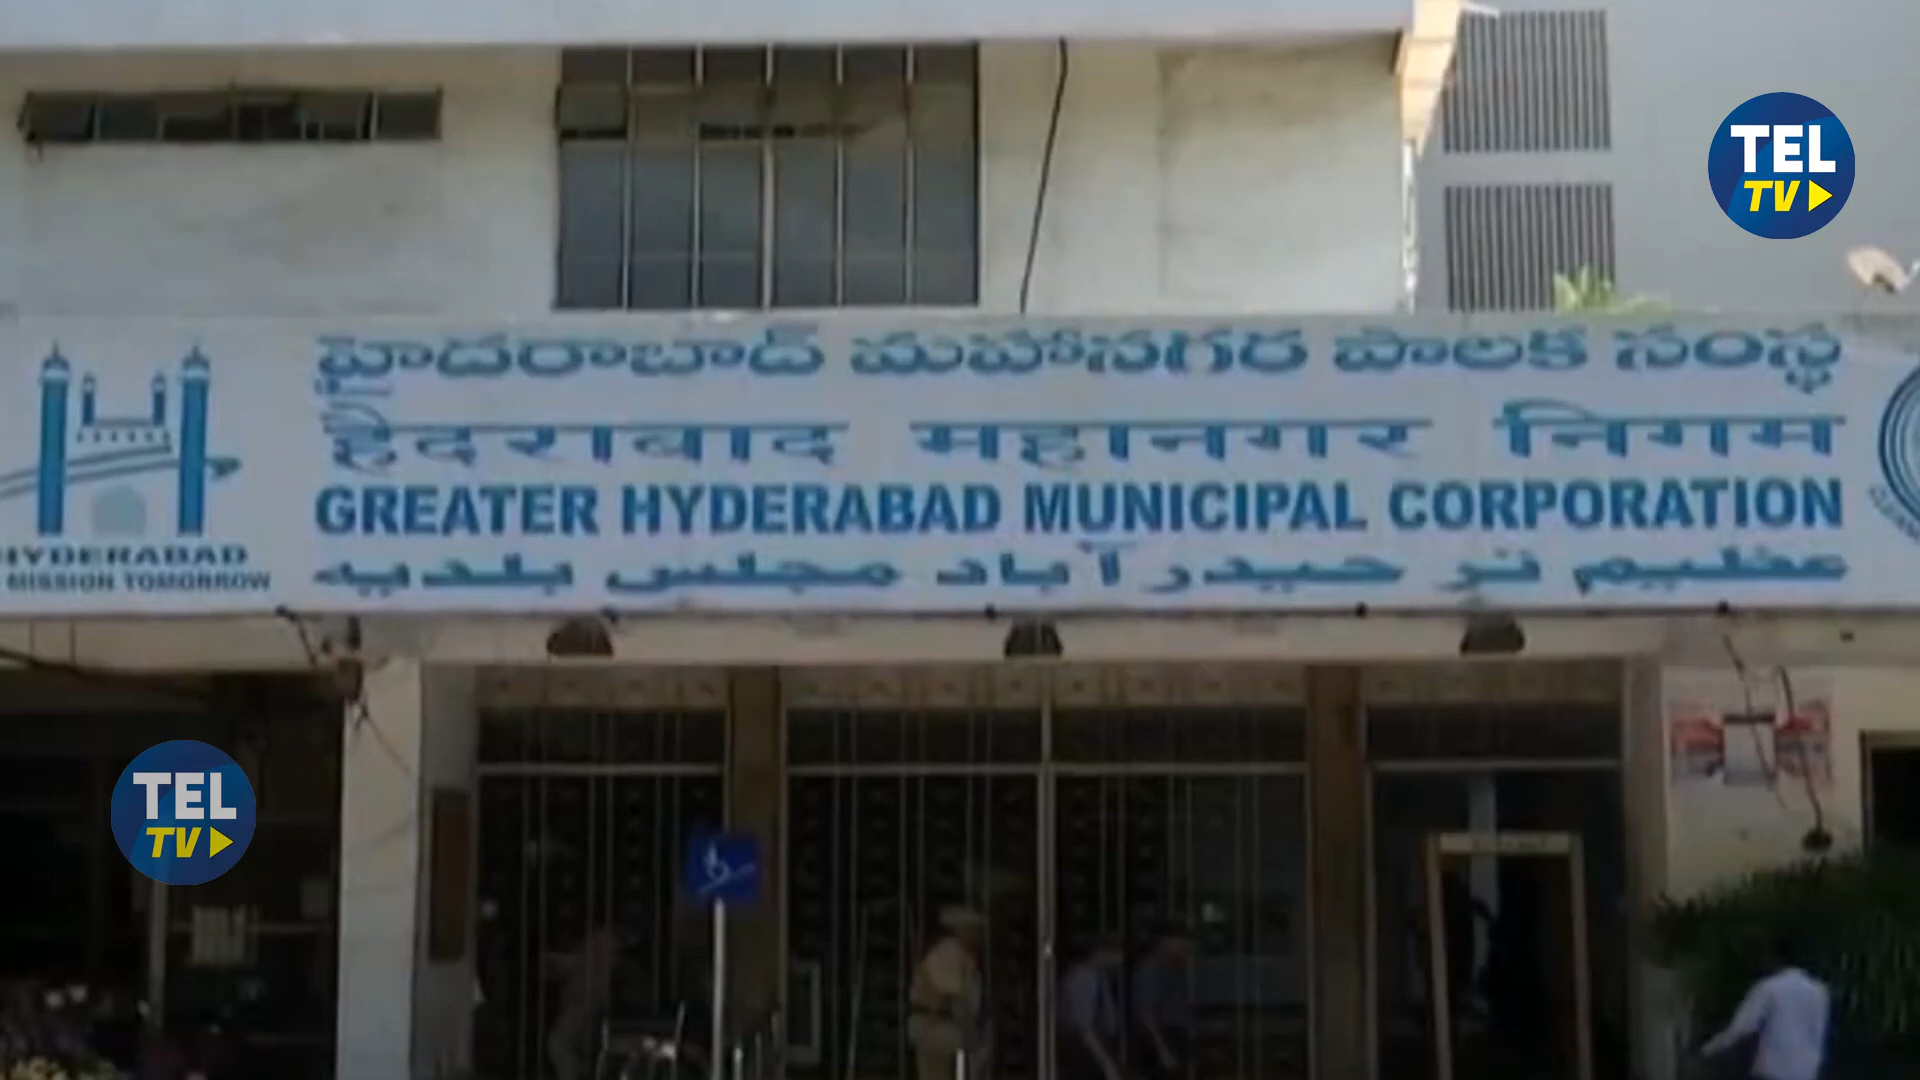 TEL
TV
హైదరాబాద్ మహానగర పాలక సంస్థ
हैदराबाद महानगर निगम
GREATER HYDERABAD MUNICIPAL CORPORATION
عظیم تر حیدرآباد مجلس بلدیہ
HYDERABAD
MISSION TOMORROW
TEL
TV